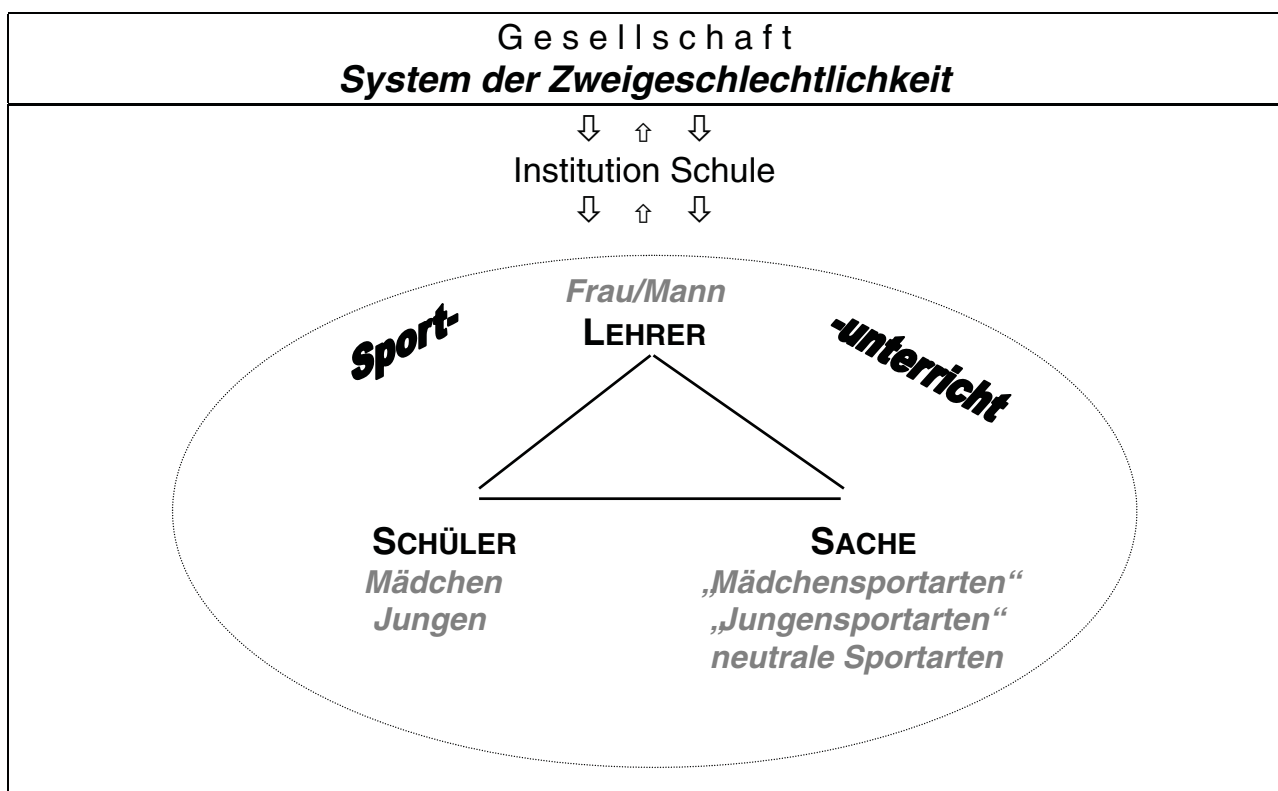 Gesellschaft
System der Zweigeschlechtlichkeit
⇩ ⇧ ⇩
Institution Schule
⇩ ⇧ ⇩
Frau/Mann
Sport-
LEHRER
-unterricht
SCHÜLER
SACHE
Mädchen
„Mädchensportarten“
Jungen
„Jungensportarten“
neutrale Sportarten